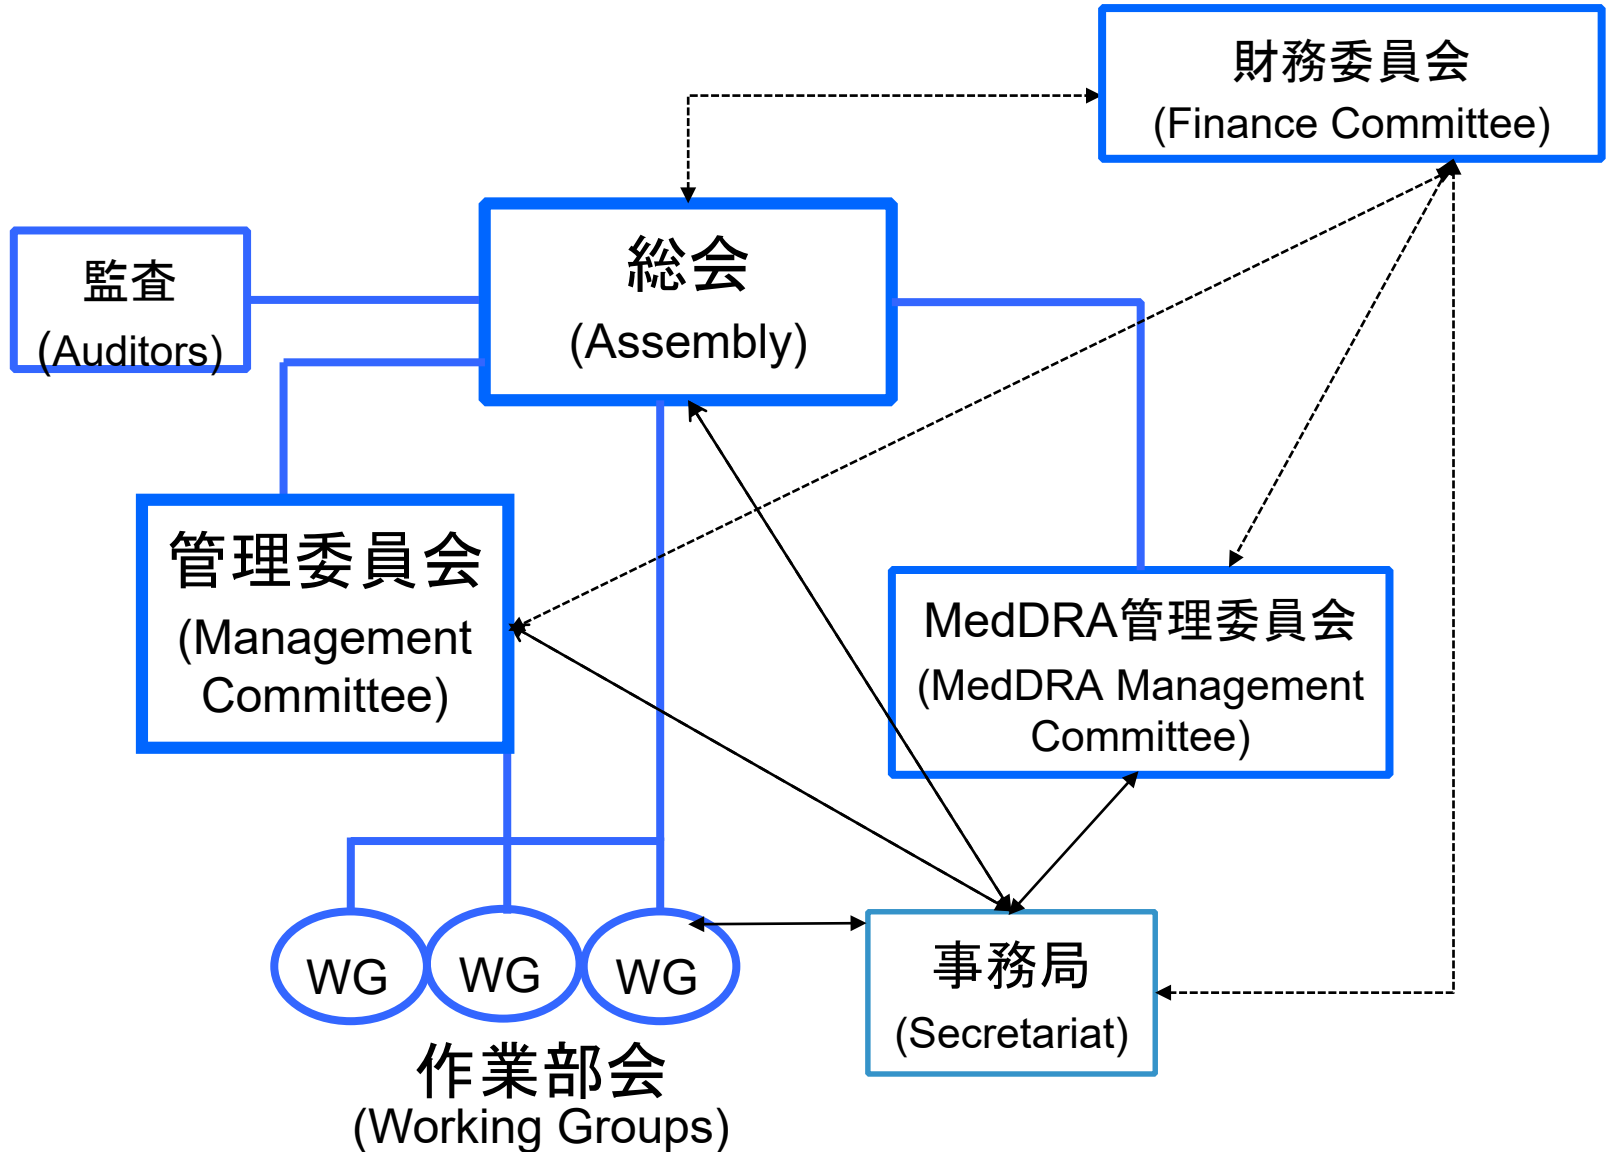 財務委員会
(Finance Committee)
総会
(Assembly)
監査
(Auditors)
管理委員会
(Management
Committee)
MedDRA管理委員会
(MedDRA Management
Committee)
WG
WG
WG
作業部会
(Working Groups)
事務局
(Secretariat)